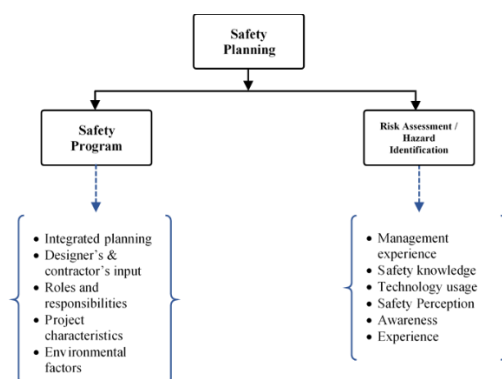 Safety
Planning
Safety
Program
Risk Assessment /
Hazard
Identification
• Integrated planning
• Designer's &
contractor's input
• Roles and
responsibilities
• Project
characteristics
• Environmental
factors
• Management
experience
• Safety knowledge
• Technology usage
• Safety Perception
• Awareness
• Experience